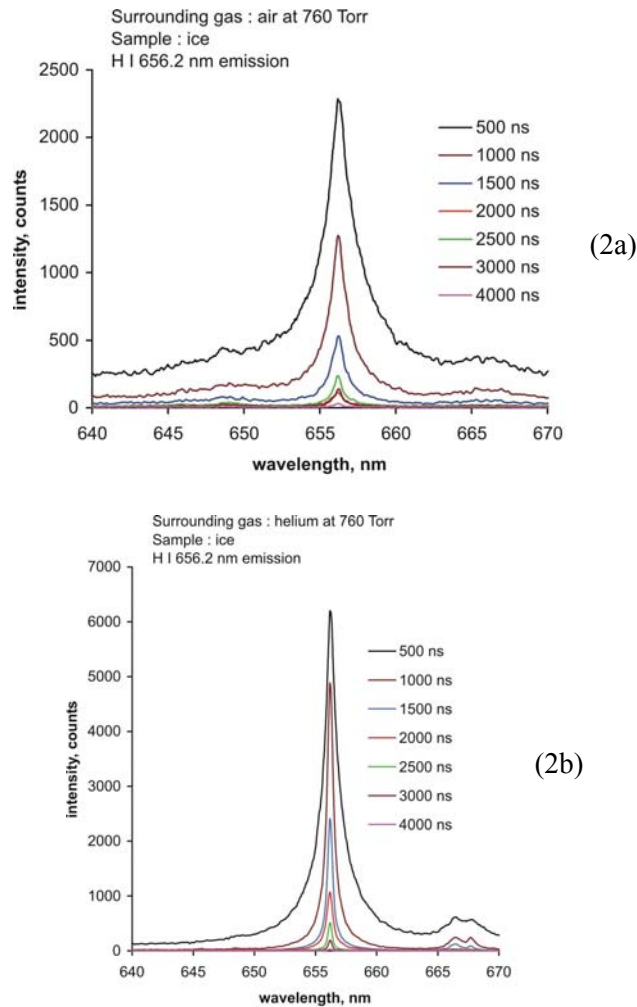 Surrounding gas : air at 760 Torr
Sample : ice
H I 656.2 nm emission
2500
2000
1500
1000
500
0
intensity, counts
500 ns
1000 ns
1500 ns
2000 ns
2500 ns
3000 ns
4000 ns
(2a)
640 645 650 655 660 665 670
wavelength, nm
Surrounding gas : helium at 760 Torr
Sample : ice
H I 656.2 nm emission
7000
6000
5000
4000
3000
2000
1000
0
intensity, counts
500 ns
1000 ns
1500 ns
2000 ns
2500 ns
3000 ns
4000 ns
(2b)
640 650 660 670
wavelength, nm